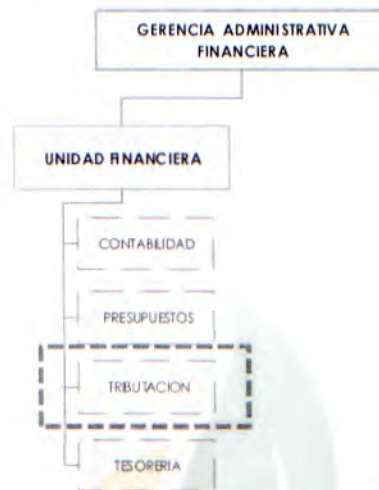 GERENCIA ADMINISTRATIVA
FINANCIERA
UNIDAD FINANCIERA
CONTABILIDAD
PRESUPUESTOS
TRIBUTACION
TESORERIA